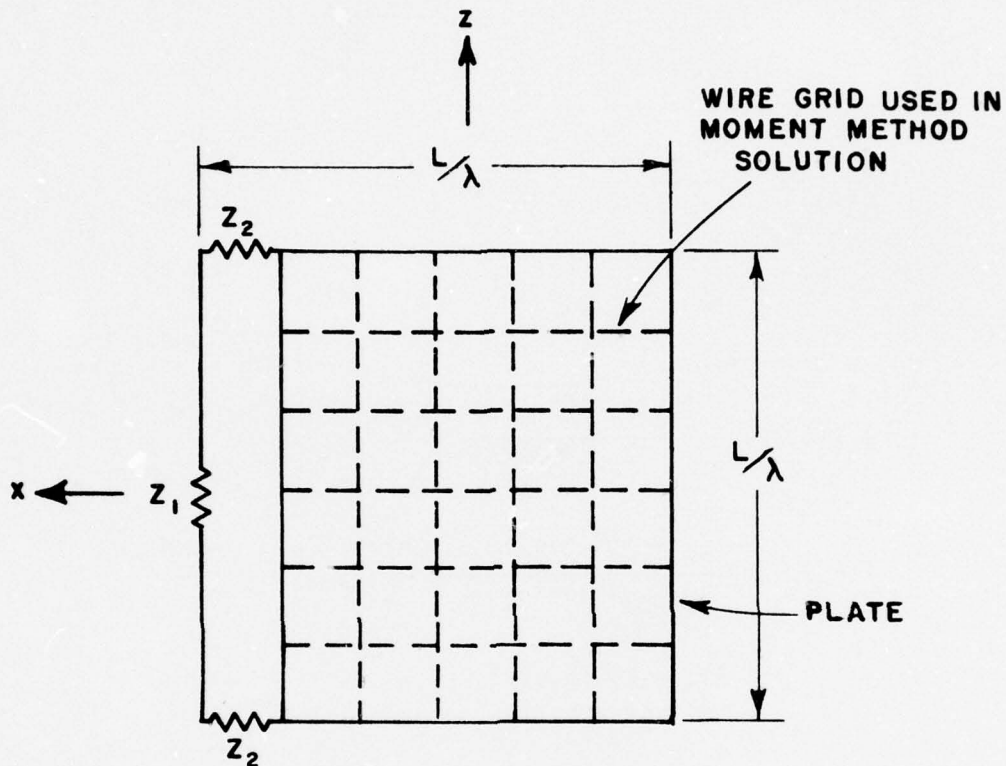 Z
WIRE GRID USED IN
MOMENT METHOD
SOLUTION
L/λ
Z₂
L/λ
X
Z₁
PLATE
Z₂